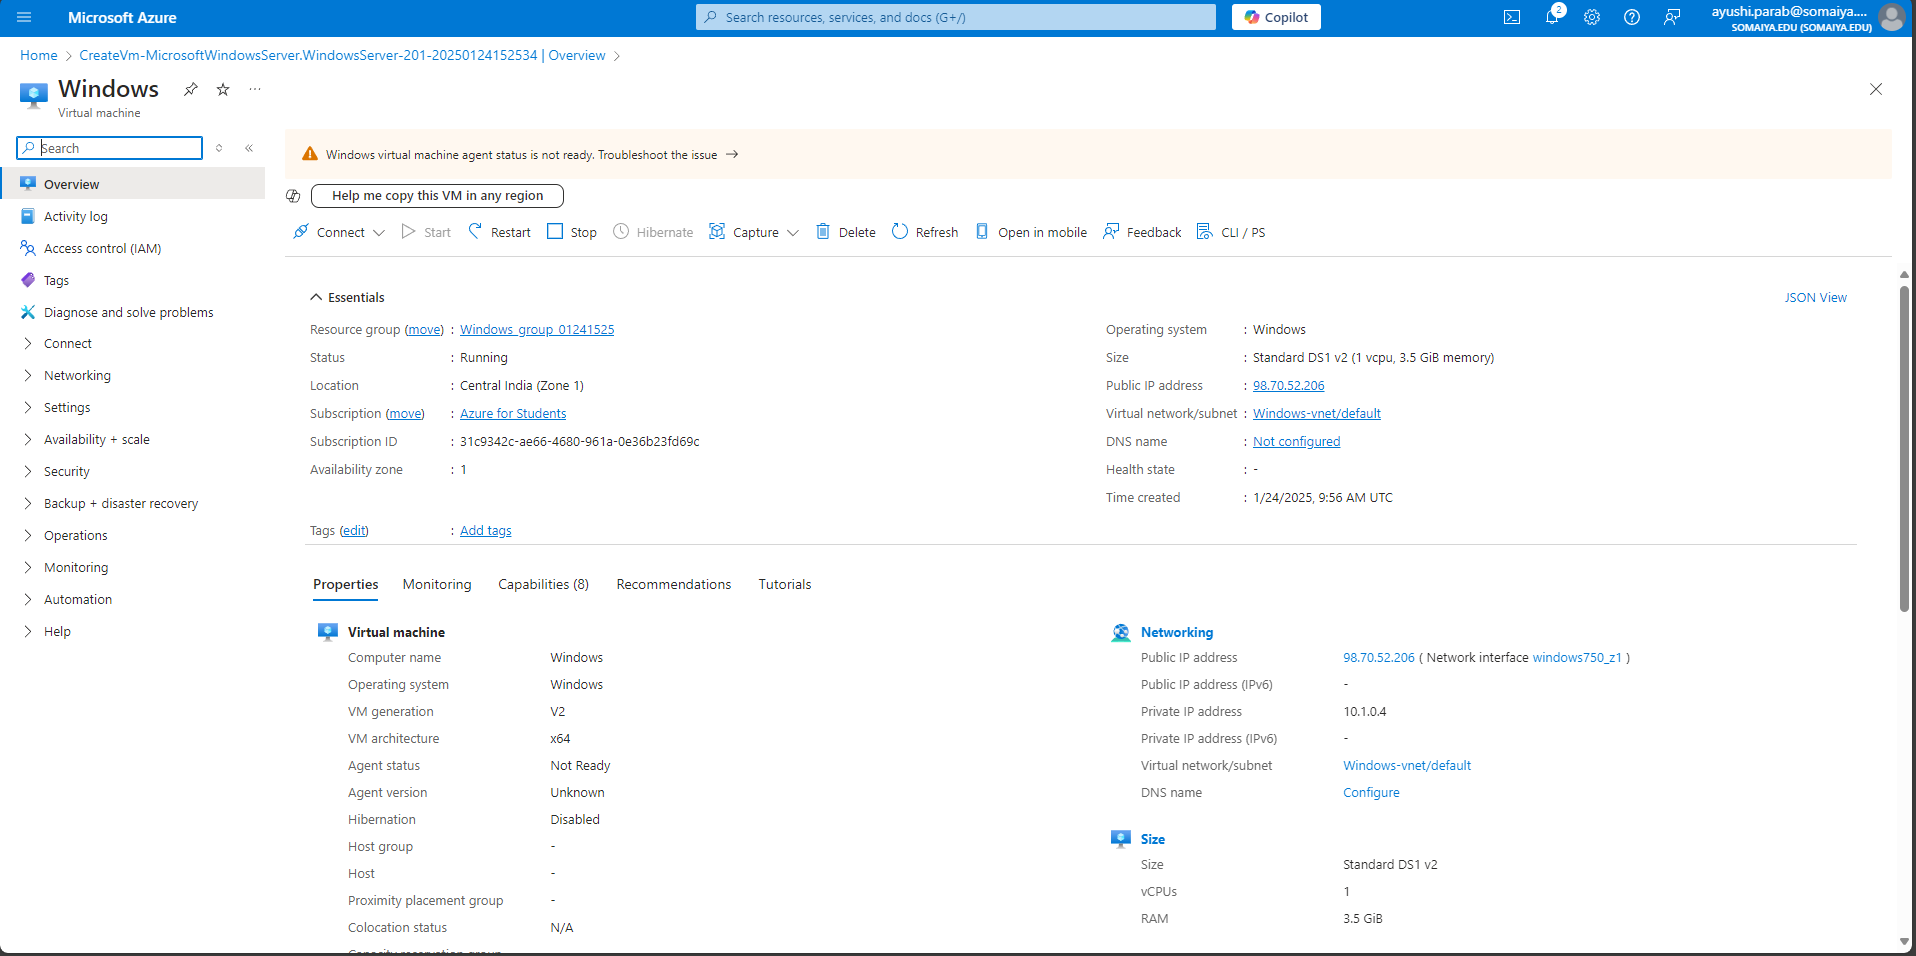 Microsoft Azure
Search resources, services, and docs (G+/)
Copilot
2
ayushi.parab@somaiya....
SOMAIYA.EDU (SOMAIYA.EDU)
Home > CreateVm-MicrosoftWindowsServer.WindowsServer-201-20250124152534 | Overview >
Windows
Virtual machine
Search
Overview
Activity log
Access control (IAM)
Tags
Diagnose and solve problems
Connect
Networking
Settings
Availability + scale
Security
Backup + disaster recovery
Operations
Monitoring
Automation
Help
Windows virtual machine agent status is not ready. Troubleshoot the issue →
Help me copy this VM in any region
Connect Start Restart Stop Hibernate Capture Delete Refresh Open in mobile Feedback CLI / PS
Essentials
JSON View
Resource group (move) : Windows_group_01241525
Status : Running
Location : Central India (Zone 1)
Subscription (move) : Azure for Students
Subscription ID : 31c9342c-ae66-4680-961a-0e36b23fd69c
Availability zone : 1
Operating system : Windows
Size : Standard DS1 v2 (1 vcpu, 3.5 GiB memory)
Public IP address : 98.70.52.206
Virtual network/subnet : Windows-vnet/default
DNS name : Not configured
Health state : -
Time created : 1/24/2025, 9:56 AM UTC
Tags (edit) : Add tags
Properties Monitoring Capabilities (8) Recommendations Tutorials
Virtual machine
Computer name Windows
Operating system Windows
VM generation V2
VM architecture x64
Agent status Not Ready
Agent version Unknown
Hibernation Disabled
Host group -
Host -
Proximity placement group -
Colocation status N/A
Capacity reservation group
Networking
Public IP address 98.70.52.206 ( Network interface windows750_z1 )
Public IP address (IPv6) -
Private IP address 10.1.0.4
Private IP address (IPv6) -
Virtual network/subnet Windows-vnet/default
DNS name Configure
Size
Size Standard DS1 v2
vCPUs 1
RAM 3.5 GiB